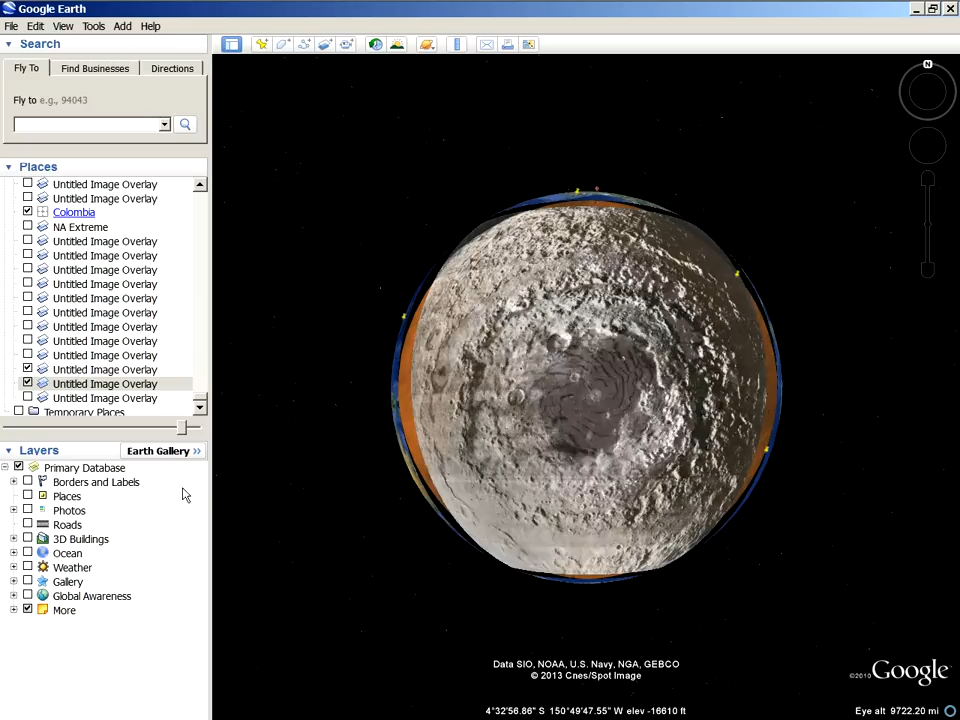 Google Earth
File Edit View Tools Add Help
Search
Fly To Find Businesses Directions
Fly to e.g., 94043
Places
Untitled Image Overlay
Untitled Image Overlay
Colombia
NA Extreme
Untitled Image Overlay
Untitled Image Overlay
Untitled Image Overlay
Untitled Image Overlay
Untitled Image Overlay
Untitled Image Overlay
Untitled Image Overlay
Untitled Image Overlay
Untitled Image Overlay
Untitled Image Overlay
Untitled Image Overlay
Untitled Image Overlay
Temporary Places
Layers Earth Gallery »
Primary Database
Borders and Labels
Places
Photos
Roads
3D Buildings
Ocean
Weather
Gallery
Global Awareness
More
N
Data SIO, NOAA, U.S. Navy, NGA, GEBCO
© 2013 Cnes/Spot Image
©2010 Google
4°32'56.86" S 150°49'47.55" W elev -16610 ft
Eye alt 9722.20 mi